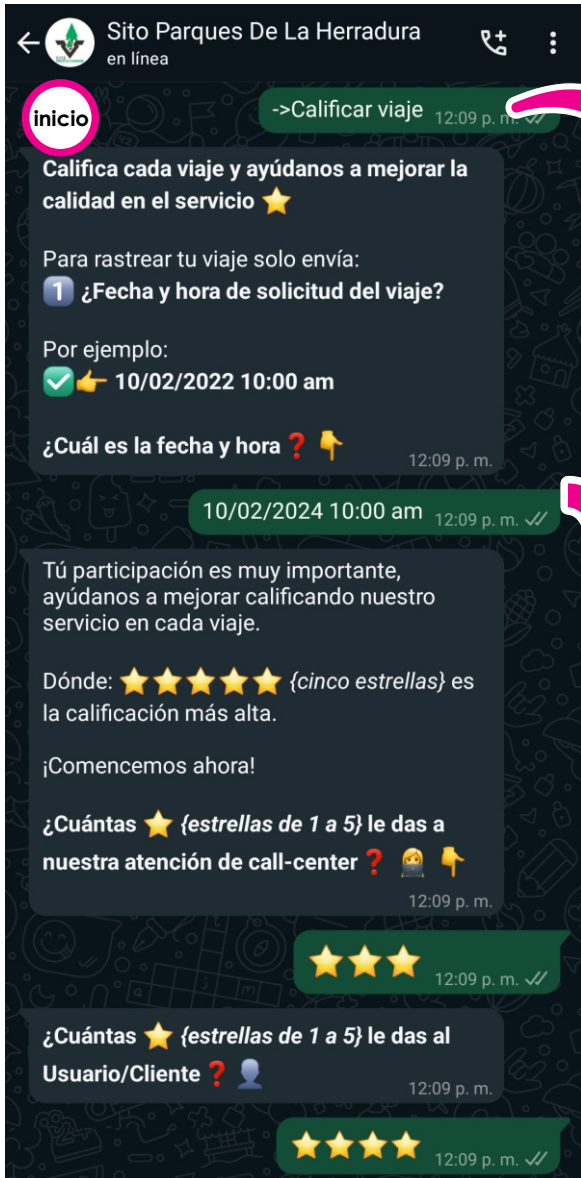 Sito Parques De La Herradura
en línea
inicio
->Calificar viaje 12:09 p. m.
Califica cada viaje y ayúdanos a mejorar la
calidad en el servicio ⭐
Para rastrear tu viaje solo envía:
1️⃣ ¿Fecha y hora de solicitud del viaje?
Por ejemplo:
✅👉 10/02/2022 10:00 am
¿Cuál es la fecha y hora❓👇
12:09 p. m.
10/02/2024 10:00 am 12:09 p. m.
Tú participación es muy importante,
ayúdanos a mejorar calificando nuestro
servicio en cada viaje.
Dónde: ⭐⭐⭐⭐⭐ {cinco estrellas} es
la calificación más alta.
¡Comencemos ahora!
¿Cuántas ⭐ {estrellas de 1 a 5} le das a
nuestra atención de call-center❓👩‍💻👇
12:09 p. m.
⭐⭐⭐ 12:09 p. m.
¿Cuántas ⭐ {estrellas de 1 a 5} le das al
Usuario/Cliente❓👤
12:09 p. m.
⭐⭐⭐⭐ 12:09 p. m.